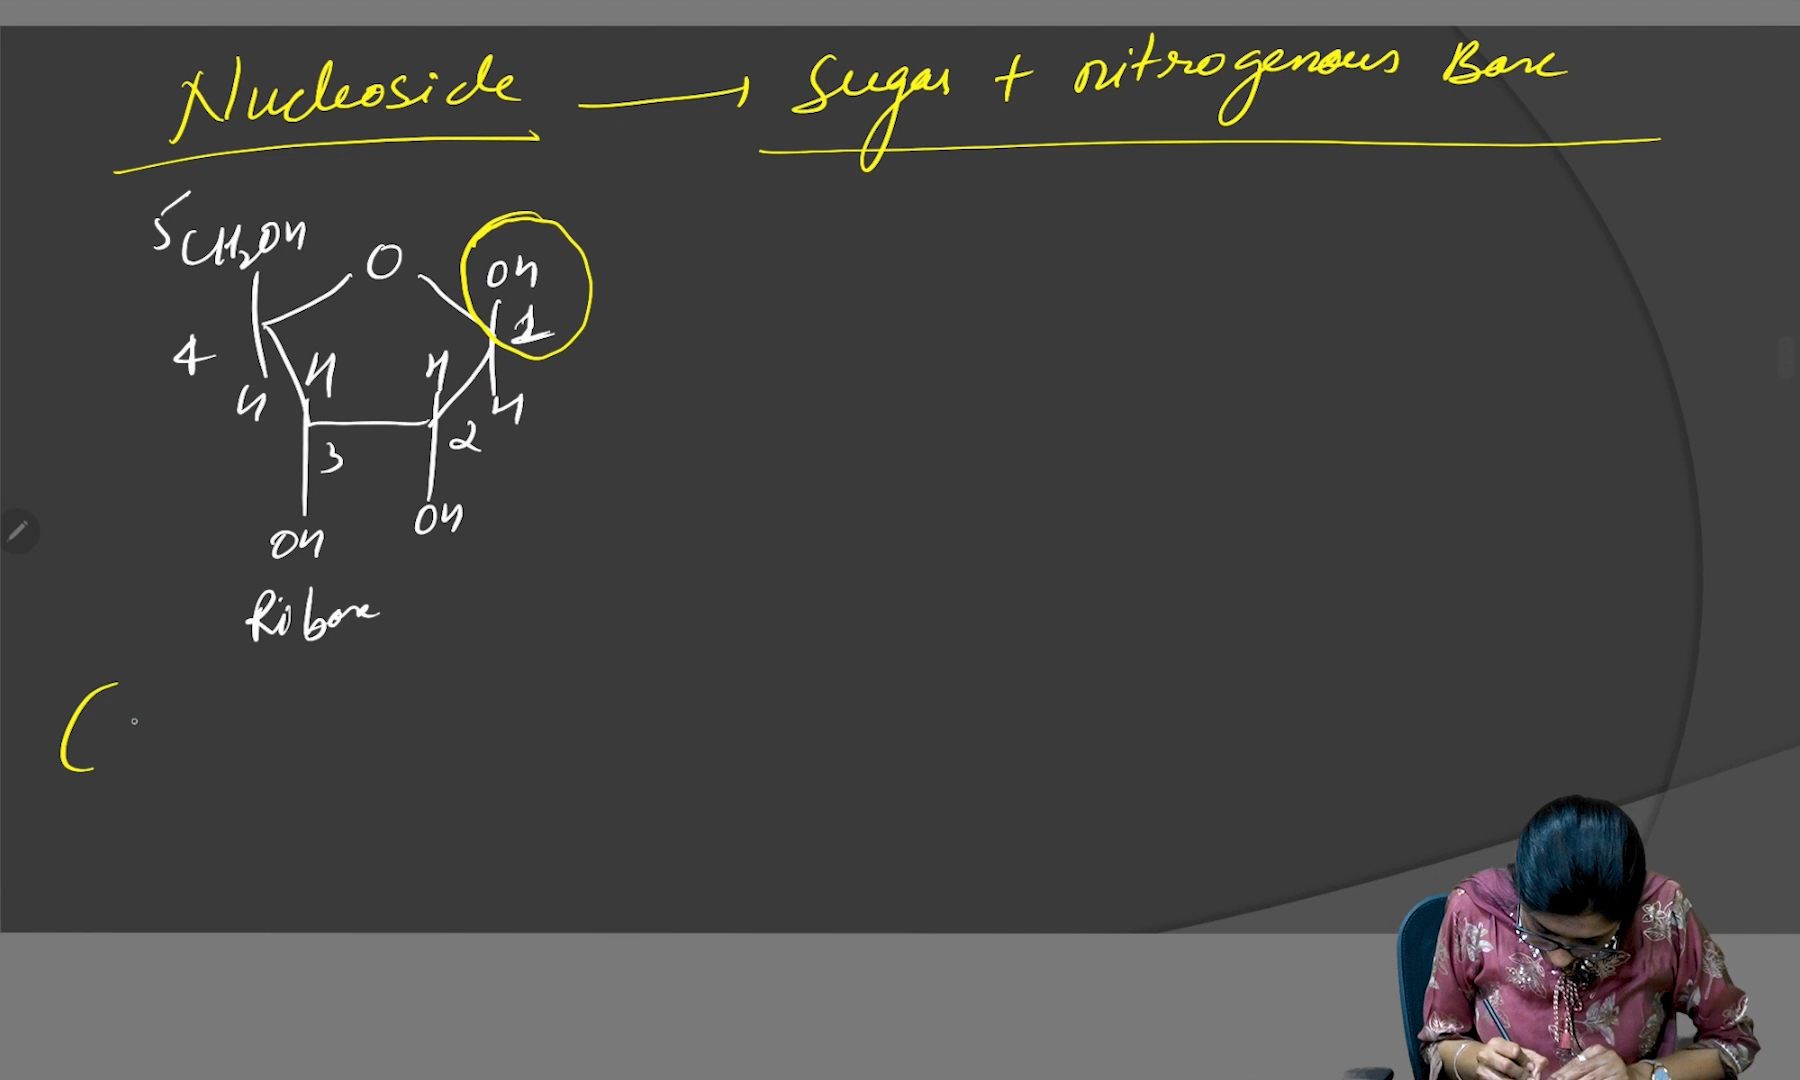 Nucleoside → Sugar + nitrogenous Base
5 CH₂OH
O
OH
1
4
H
H
H
H
3
2
OH
OH
Ribose
(